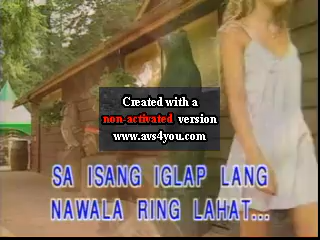 Created with a
non-activated version
www.avs4you.com
SA ISANG IGLAP LANG
NAWALA RING LAHAT...